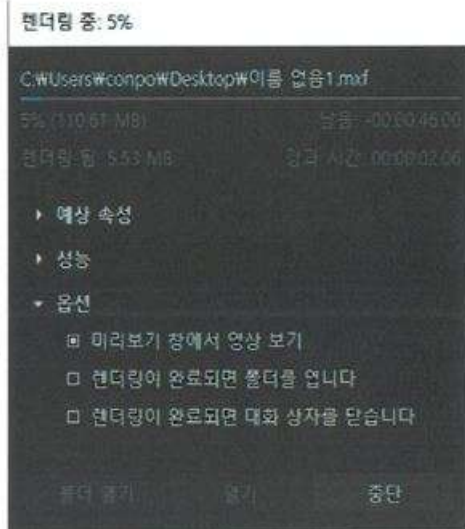 렌더링 중: 5%
C:₩Users₩conpo₩Desktop₩이름 없음1.mxf
5% (110.61 MB)
남음: -00:00:46.00
렌더링 됨: 5.53 MB
경과 시간: 00:00:02.06
예상 속성
성능
옵션
미리보기 창에서 영상 보기
렌더링이 완료되면 폴더를 엽니다
렌더링이 완료되면 대화 상자를 닫습니다
폴더 열기
열기
중단